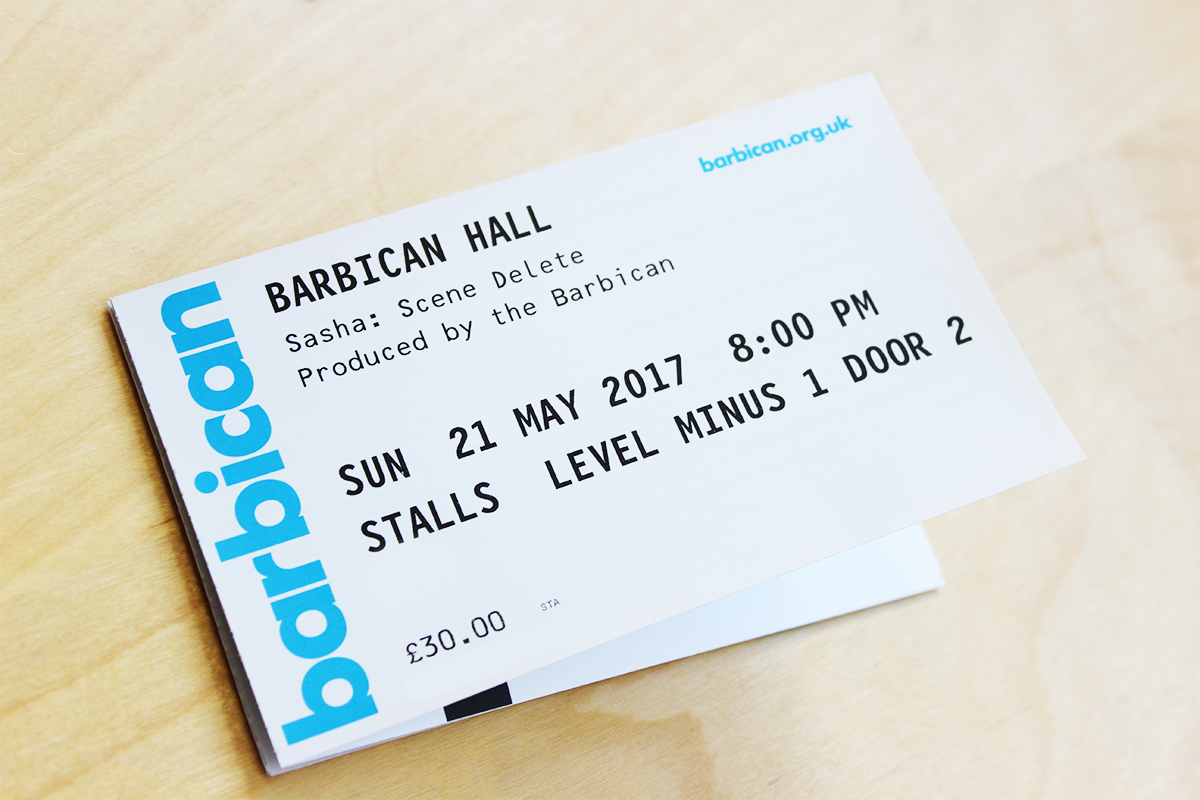 barbican.org.uk
barbican
BARBICAN HALL
Sasha: Scene Delete
Produced by the Barbican
SUN 21 MAY 2017 8:00 PM
STALLS LEVEL MINUS 1 DOOR 2
£30.00 STA